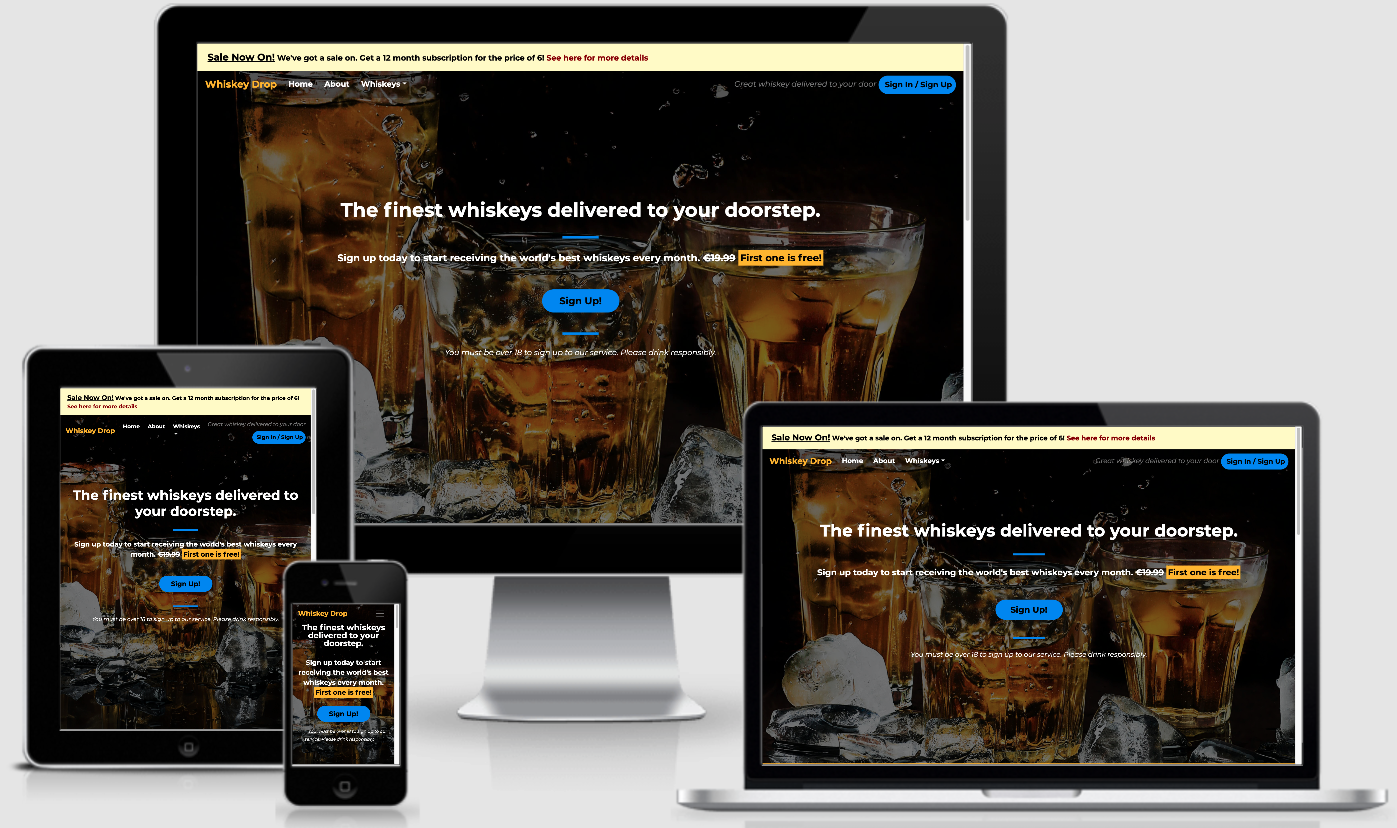 Sale Now On! We've got a sale on. Get a 12 month subscription for the price of 6! See here for more details
Whiskey Drop Home About Whiskeys Great whiskey delivered to your door Sign In / Sign Up
The finest whiskeys delivered to your doorstep.
Sign up today to start receiving the world's best whiskeys every month. €19.99 First one is free!
Sign Up!
You must be over 18 to sign up to our service. Please drink responsibly.
Sale Now On! We've got a sale on. Get a 12 month subscription for the price of 6!
See here for more details
Whiskey Drop Home About Whiskeys Great whiskey delivered to your door
Sign In / Sign Up
The finest whiskeys delivered to
your doorstep.
Sign up today to start receiving the world's best whiskeys every
month. €19.99 First one is free!
Sign Up!
You must be over 18 to sign up to our service. Please drink responsibly.
Whiskey Drop
The finest whiskeys
delivered to your
doorstep.
Sign up today to start
receiving the world's best
whiskeys every month.
First one is free!
Sign Up!
You must be over 18 to sign up to our
service. Please drink responsibly.
Sale Now On! We've got a sale on. Get a 12 month subscription for the price of 6! See here for more details
Whiskey Drop Home About Whiskeys Great whiskey delivered to your door Sign In / Sign Up
The finest whiskeys delivered to your doorstep.
Sign up today to start receiving the world's best whiskeys every month. €19.99 First one is free!
Sign Up!
You must be over 18 to sign up to our service. Please drink responsibly.